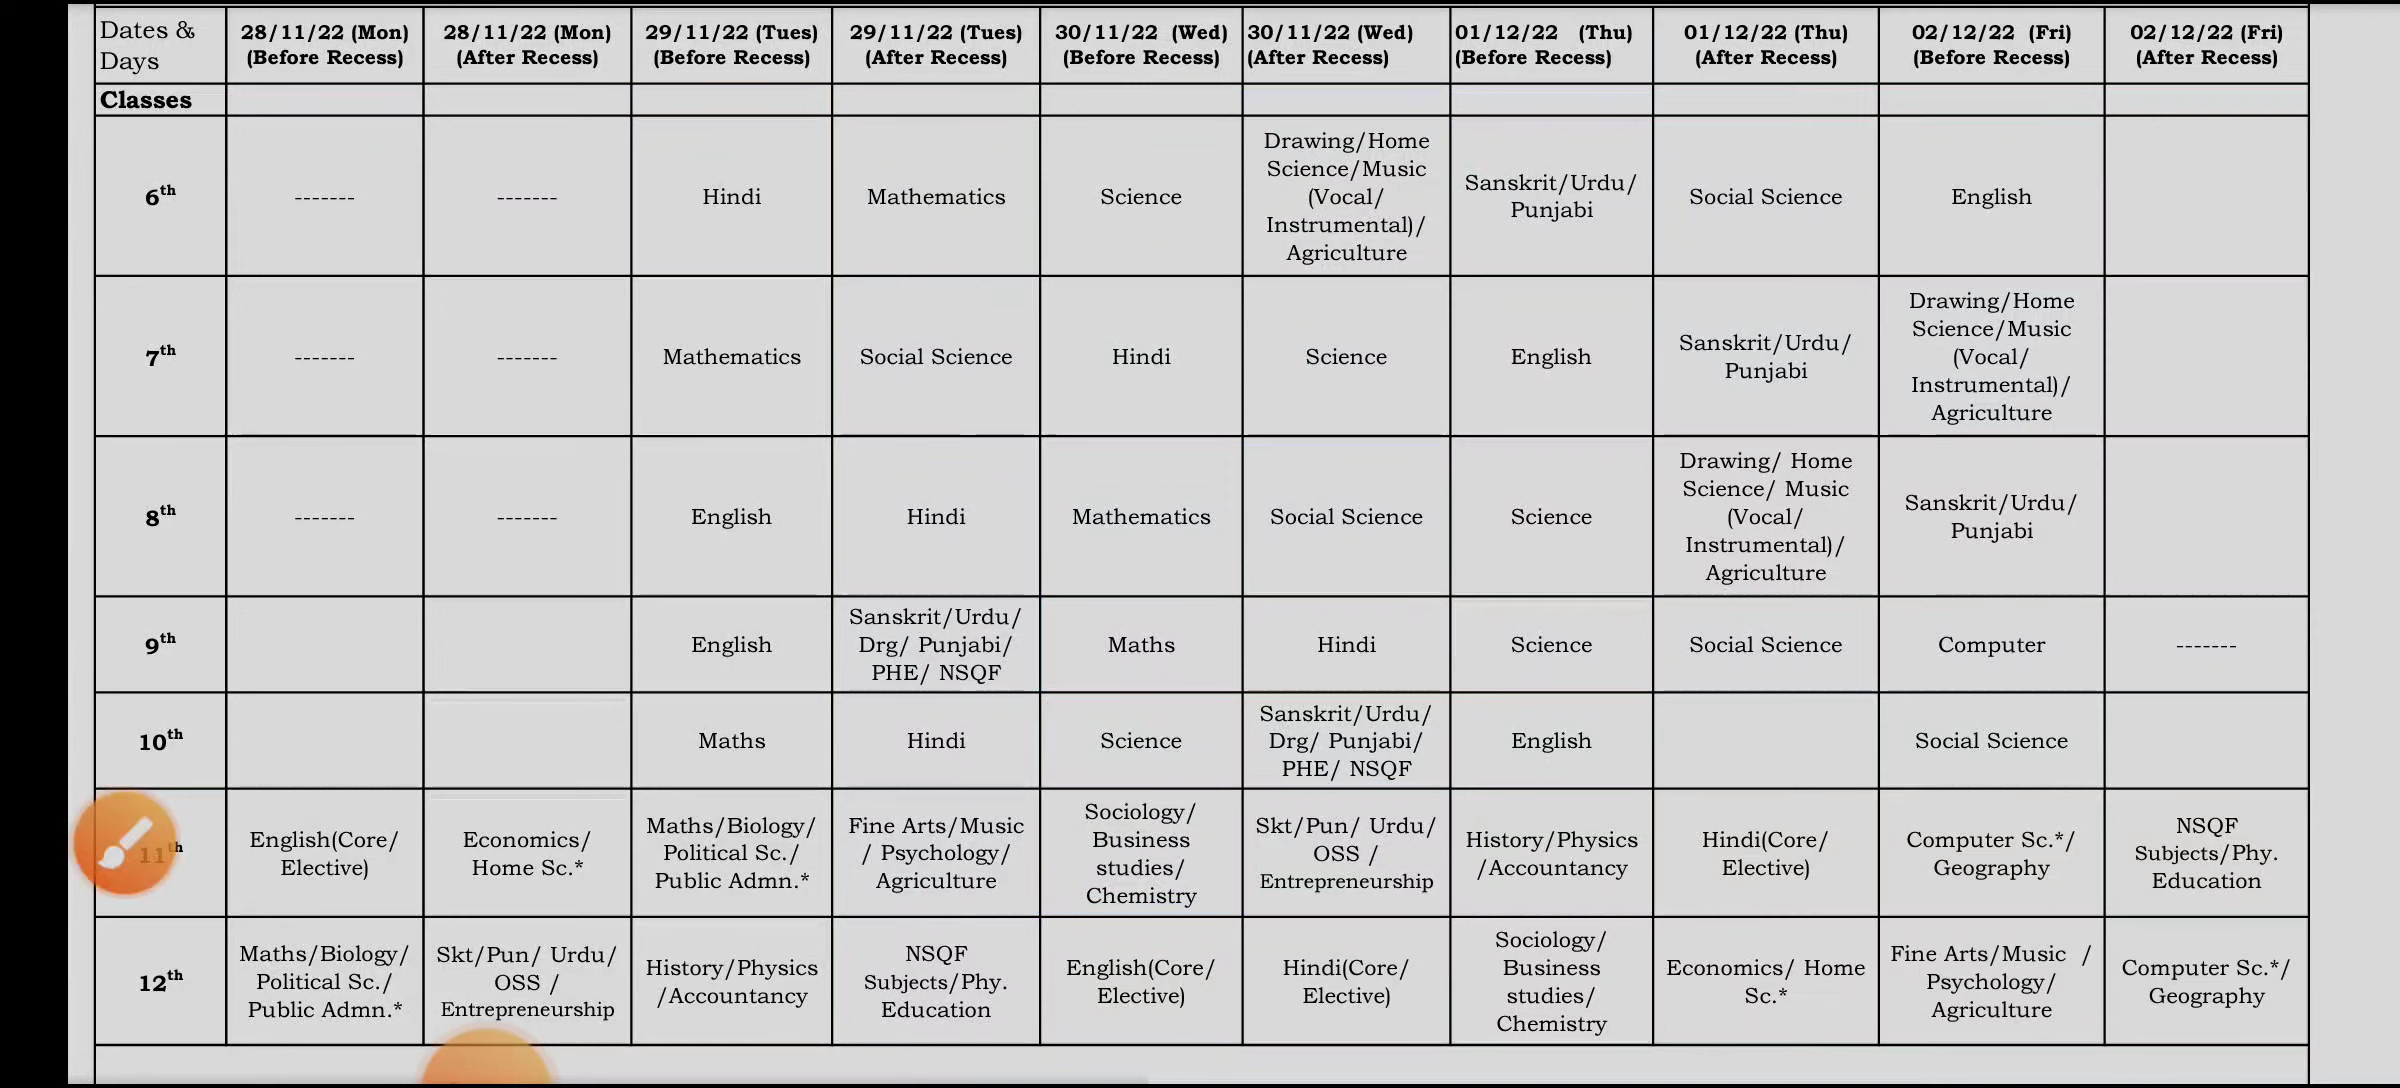 Dates & Days | 28/11/22 (Mon) (Before Recess) | 28/11/22 (Mon) (After Recess) | 29/11/22 (Tues) (Before Recess) | 29/11/22 (Tues) (After Recess) | 30/11/22 (Wed) (Before Recess) | 30/11/22 (Wed) (After Recess) | 01/12/22 (Thu) (Before Recess) | 01/12/22 (Thu) (After Recess) | 02/12/22 (Fri) (Before Recess) | 02/12/22 (Fri) (After Recess)
Classes
6th | ------- | ------- | Hindi | Mathematics | Science | Drawing/Home Science/Music (Vocal/ Instrumental)/ Agriculture | Sanskrit/Urdu/ Punjabi | Social Science | English
7th | ------- | ------- | Mathematics | Social Science | Hindi | Science | English | Sanskrit/Urdu/ Punjabi | Drawing/Home Science/Music (Vocal/ Instrumental)/ Agriculture
8th | ------- | ------- | English | Hindi | Mathematics | Social Science | Science | Drawing/ Home Science/ Music (Vocal/ Instrumental)/ Agriculture | Sanskrit/Urdu/ Punjabi
9th | | | English | Sanskrit/Urdu/ Drg/ Punjabi/ PHE/ NSQF | Maths | Hindi | Science | Social Science | Computer | -------
10th | | | Maths | Hindi | Science | Sanskrit/Urdu/ Drg/ Punjabi/ PHE/ NSQF | English | | Social Science
11th | English(Core/ Elective) | Economics/ Home Sc.* | Maths/Biology/ Political Sc./ Public Admn.* | Fine Arts/Music / Psychology/ Agriculture | Sociology/ Business studies/ Chemistry | Skt/Pun/ Urdu/ OSS / Entrepreneurship | History/Physics /Accountancy | Hindi(Core/ Elective) | Computer Sc.*/ Geography | NSQF Subjects/Phy. Education
12th | Maths/Biology/ Political Sc./ Public Admn.* | Skt/Pun/ Urdu/ OSS / Entrepreneurship | History/Physics /Accountancy | NSQF Subjects/Phy. Education | English(Core/ Elective) | Hindi(Core/ Elective) | Sociology/ Business studies/ Chemistry | Economics/ Home Sc.* | Fine Arts/Music / Psychology/ Agriculture | Computer Sc.*/ Geography